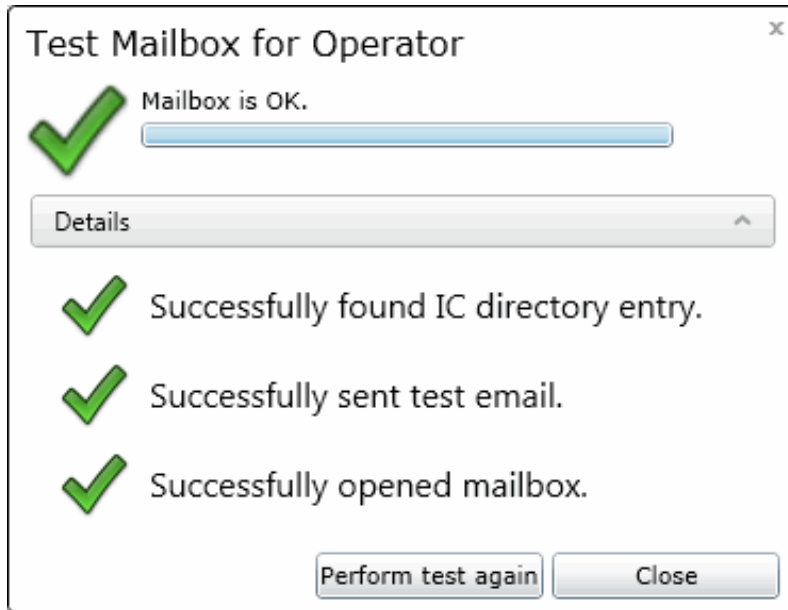 Test Mailbox for Operator
x
Mailbox is OK.
Details
Successfully found IC directory entry.
Successfully sent test email.
Successfully opened mailbox.
Perform test again
Close